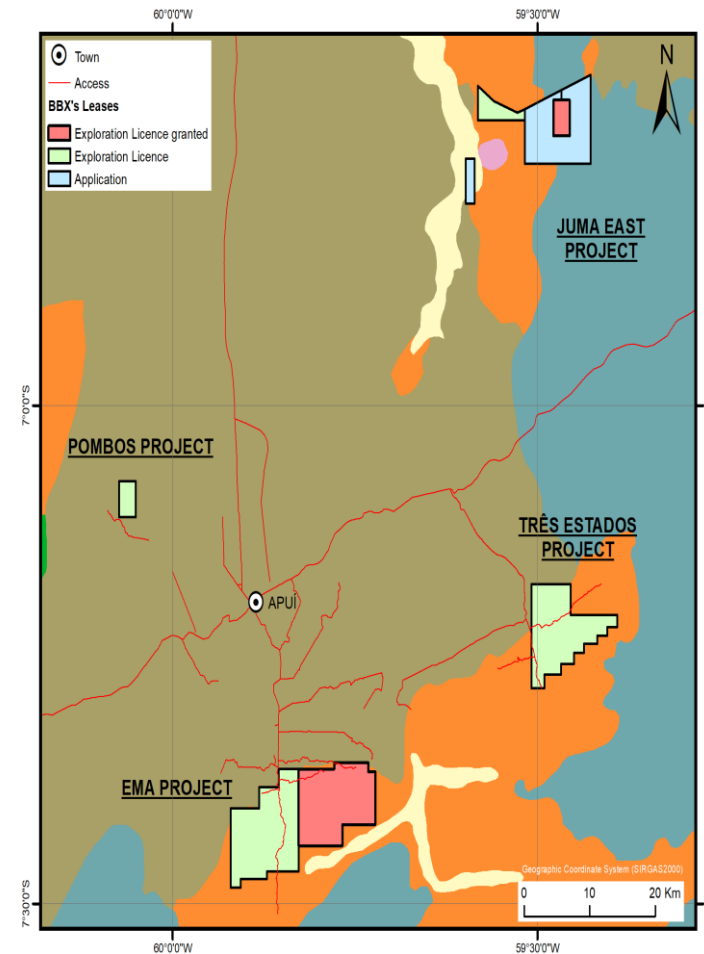 60°0'0"W
59°30'0"W
Town
Access
BBX's Leases
Exploration Licence granted
Exploration Licence
Application
N
JUMA EAST
PROJECT
7°0'0"S
POMBOS PROJECT
TRÊS ESTADOS
PROJECT
APUÍ
EMA PROJECT
Geographic Coordinate System (SIRGAS2000)
0 10 20 Km
7°30'0"S
60°0'0"W
59°30'0"W